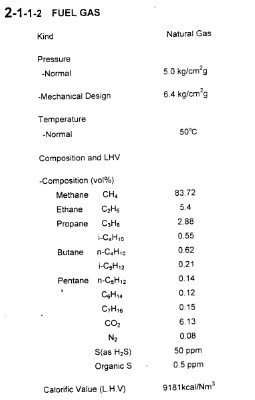 2-1-1-2 FUEL GAS
Kind Natural Gas
Pressure
-Normal 5.0 kg/cm²g
-Mechanical Design 6.4 kg/cm²g
Temperature
-Normal 50°C
Composition and LHV
-Composition (vol%)
Methane CH₄ 83.72
Ethane C₂H₆ 5.4
Propane C₃H₈ 2.88
i-C₄H₁₀ 0.55
Butane n-C₄H₁₀ 0.62
i-C₅H₁₂ 0.21
Pentane n-C₅H₁₂ 0.14
C₆H₁₄ 0.12
C₇H₁₆ 0.15
CO₂ 6.13
N₂ 0.08
S(as H₂S) 50 ppm
Organic S 0.5 ppm
Calorific Value (L.H.V) 9181kcal/Nm³